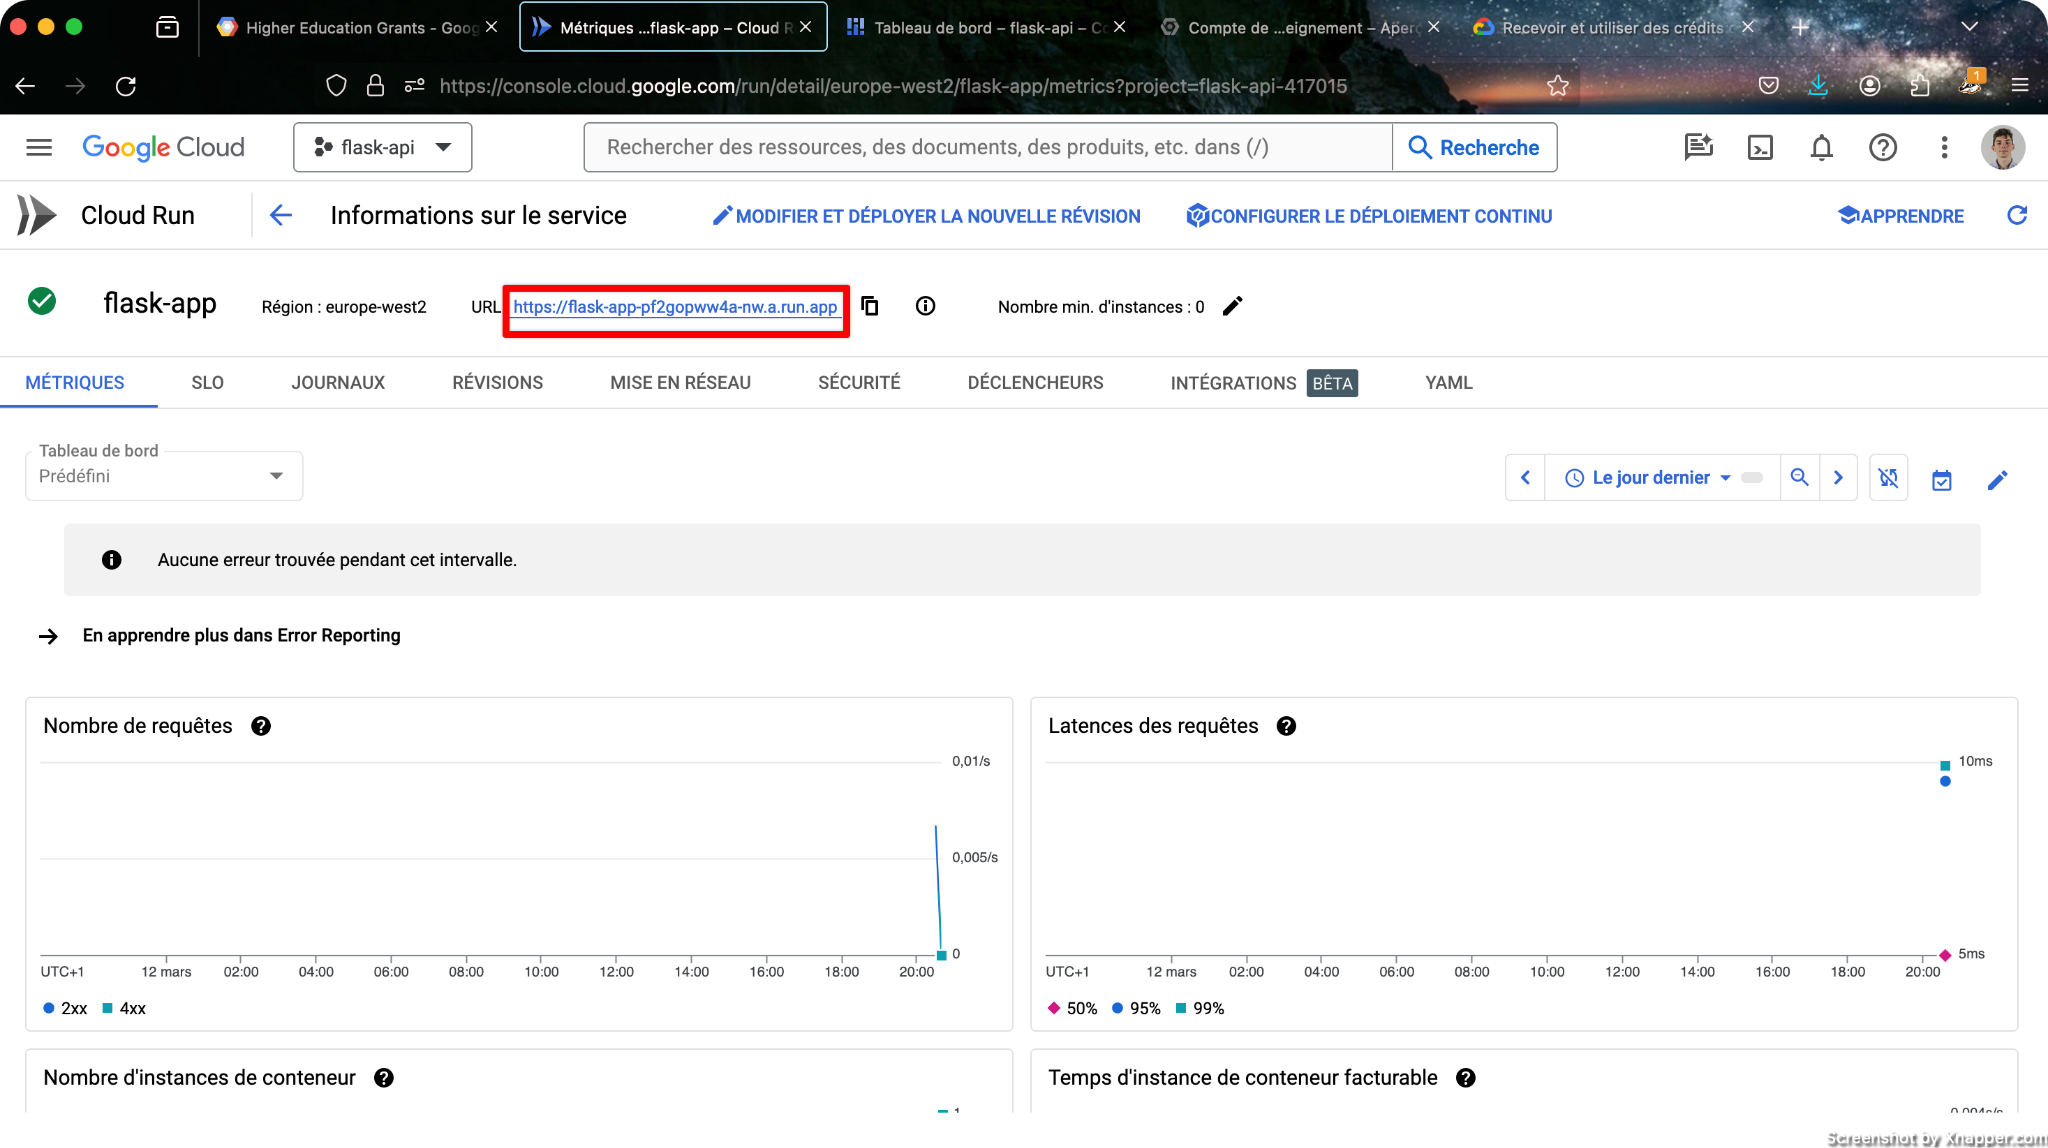 Higher Education Grants - Goog
Métriques ...flask-app – Cloud R
Tableau de bord – flask-api – Co
Compte de ...eignement – Aperç
Recevoir et utiliser des crédits
https://console.cloud.google.com/run/detail/europe-west2/flask-app/metrics?project=flask-api-417015
1
Google Cloud
flask-api
Rechercher des ressources, des documents, des produits, etc. dans (/)
Recherche
Cloud Run
Informations sur le service
MODIFIER ET DÉPLOYER LA NOUVELLE RÉVISION
CONFIGURER LE DÉPLOIEMENT CONTINU
APPRENDRE
flask-app
Région : europe-west2
URL https://flask-app-pf2gopww4a-nw.a.run.app
Nombre min. d'instances : 0
MÉTRIQUES
SLO
JOURNAUX
RÉVISIONS
MISE EN RÉSEAU
SÉCURITÉ
DÉCLENCHEURS
INTÉGRATIONS BÊTA
YAML
Tableau de bord
Prédéfini
Le jour dernier
Aucune erreur trouvée pendant cet intervalle.
En apprendre plus dans Error Reporting
Nombre de requêtes
0,01/s
0,005/s
0
UTC+1 12 mars 02:00 04:00 06:00 08:00 10:00 12:00 14:00 16:00 18:00 20:00
2xx 4xx
Latences des requêtes
10ms
5ms
UTC+1 12 mars 02:00 04:00 06:00 08:00 10:00 12:00 14:00 16:00 18:00 20:00
50% 95% 99%
Nombre d'instances de conteneur
1
Temps d'instance de conteneur facturable
0,004/s
Screenshot by Xnapper.com